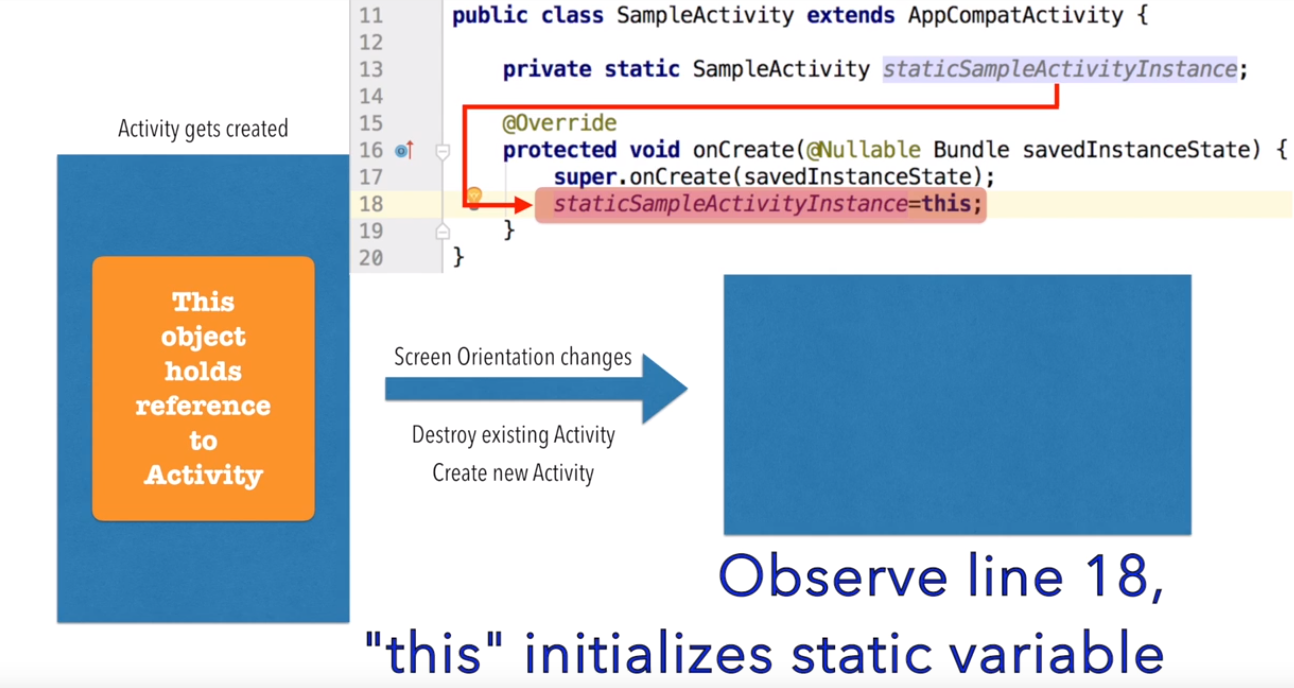 11 public class SampleActivity extends AppCompatActivity {
12
13 private static SampleActivity staticSampleActivityInstance;
14
15 @Override
16 protected void onCreate(@Nullable Bundle savedInstanceState) {
17 super.onCreate(savedInstanceState);
18 staticSampleActivityInstance=this;
19 }
20 }
Activity gets created
This
object
holds
reference
to
Activity
Screen Orientation changes
Destroy existing Activity
Create new Activity
Observe line 18,
"this" initializes static variable